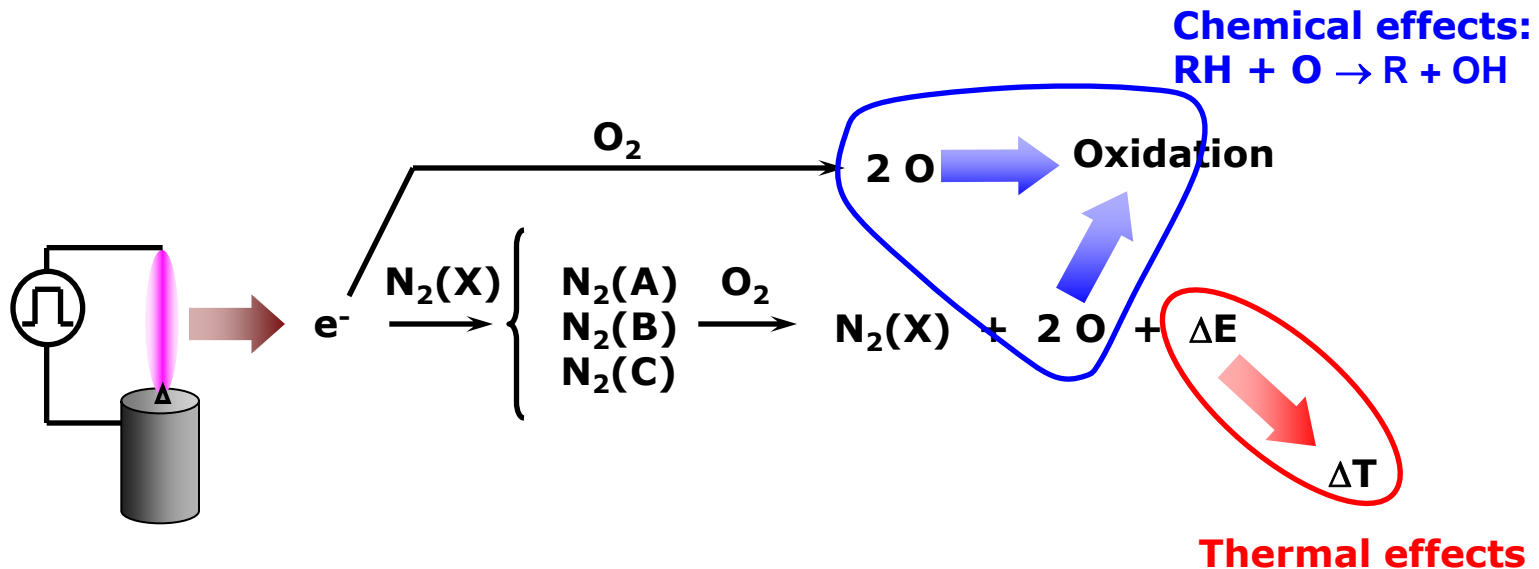 Chemical effects:
RH + O → R + OH
O₂
2 O
Oxidation
e⁻
N₂(X)
N₂(A)
N₂(B)
N₂(C)
O₂
N₂(X) + 2 O + ΔE
ΔT
Thermal effects